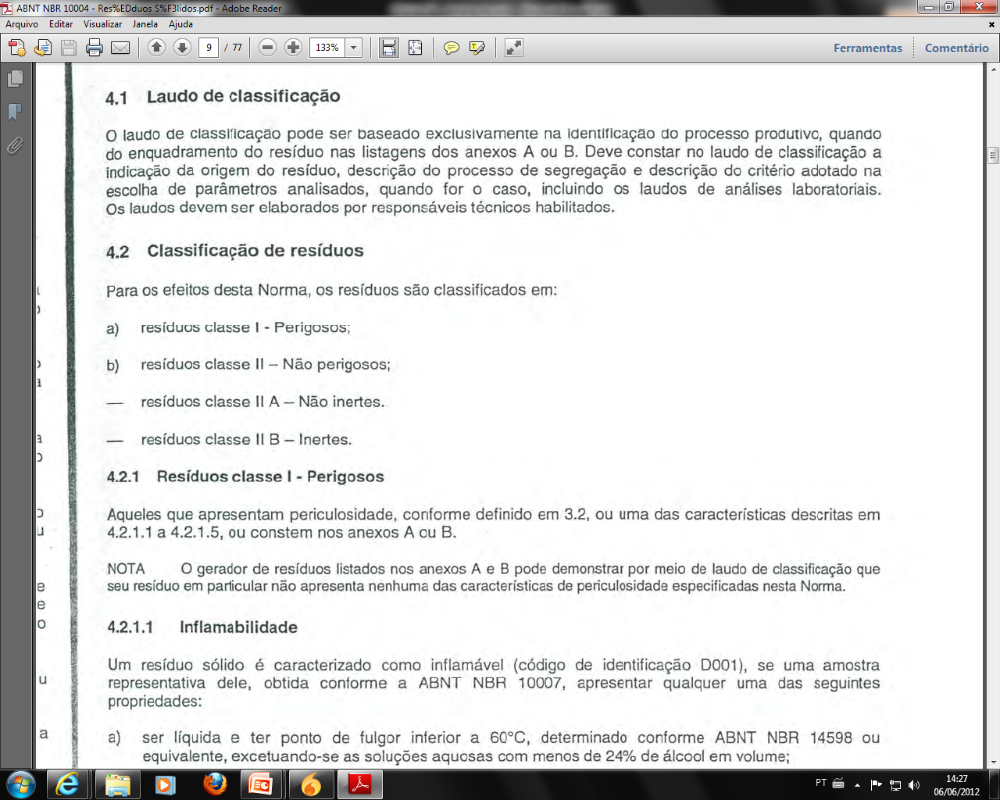 ABNT NBR 10004 - Res%EDduos S%F3lidos.pdf - Adobe Reader
Arquivo Editar Visualizar Janela Ajuda
9 / 77 133% Ferramentas Comentário
4.1 Laudo de classificação
O laudo de classificação pode ser baseado exclusivamente na identificação do processo produtivo, quando
do enquadramento do resíduo nas listagens dos anexos A ou B. Deve constar no laudo de classificação a
indicação da origem do resíduo, descrição do processo de segregação e descrição do critério adotado na
escolha de parâmetros analisados, quando for o caso, incluindo os laudos de análises laboratoriais.
Os laudos devem ser elaborados por responsáveis técnicos habilitados.
4.2 Classificação de resíduos
Para os efeitos desta Norma, os resíduos são classificados em:
a) resíduos classe I - Perigosos;
b) resíduos classe II – Não perigosos;
— resíduos classe II A – Não inertes.
— resíduos classe II B – Inertes.
4.2.1 Resíduos classe I - Perigosos
Aqueles que apresentam periculosidade, conforme definido em 3.2, ou uma das características descritas em
4.2.1.1 a 4.2.1.5, ou constem nos anexos A ou B.
NOTA O gerador de resíduos listados nos anexos A e B pode demonstrar por meio de laudo de classificação que
seu resíduo em particular não apresenta nenhuma das características de periculosidade especificadas nesta Norma.
4.2.1.1 Inflamabilidade
Um resíduo sólido é caracterizado como inflamável (código de identificação D001), se uma amostra
representativa dele, obtida conforme a ABNT NBR 10007, apresentar qualquer uma das seguintes
propriedades:
a) ser líquida e ter ponto de fulgor inferior a 60°C, determinado conforme ABNT NBR 14598 ou
equivalente, excetuando-se as soluções aquosas com menos de 24% de álcool em volume;
PT 14:27
06/06/2012